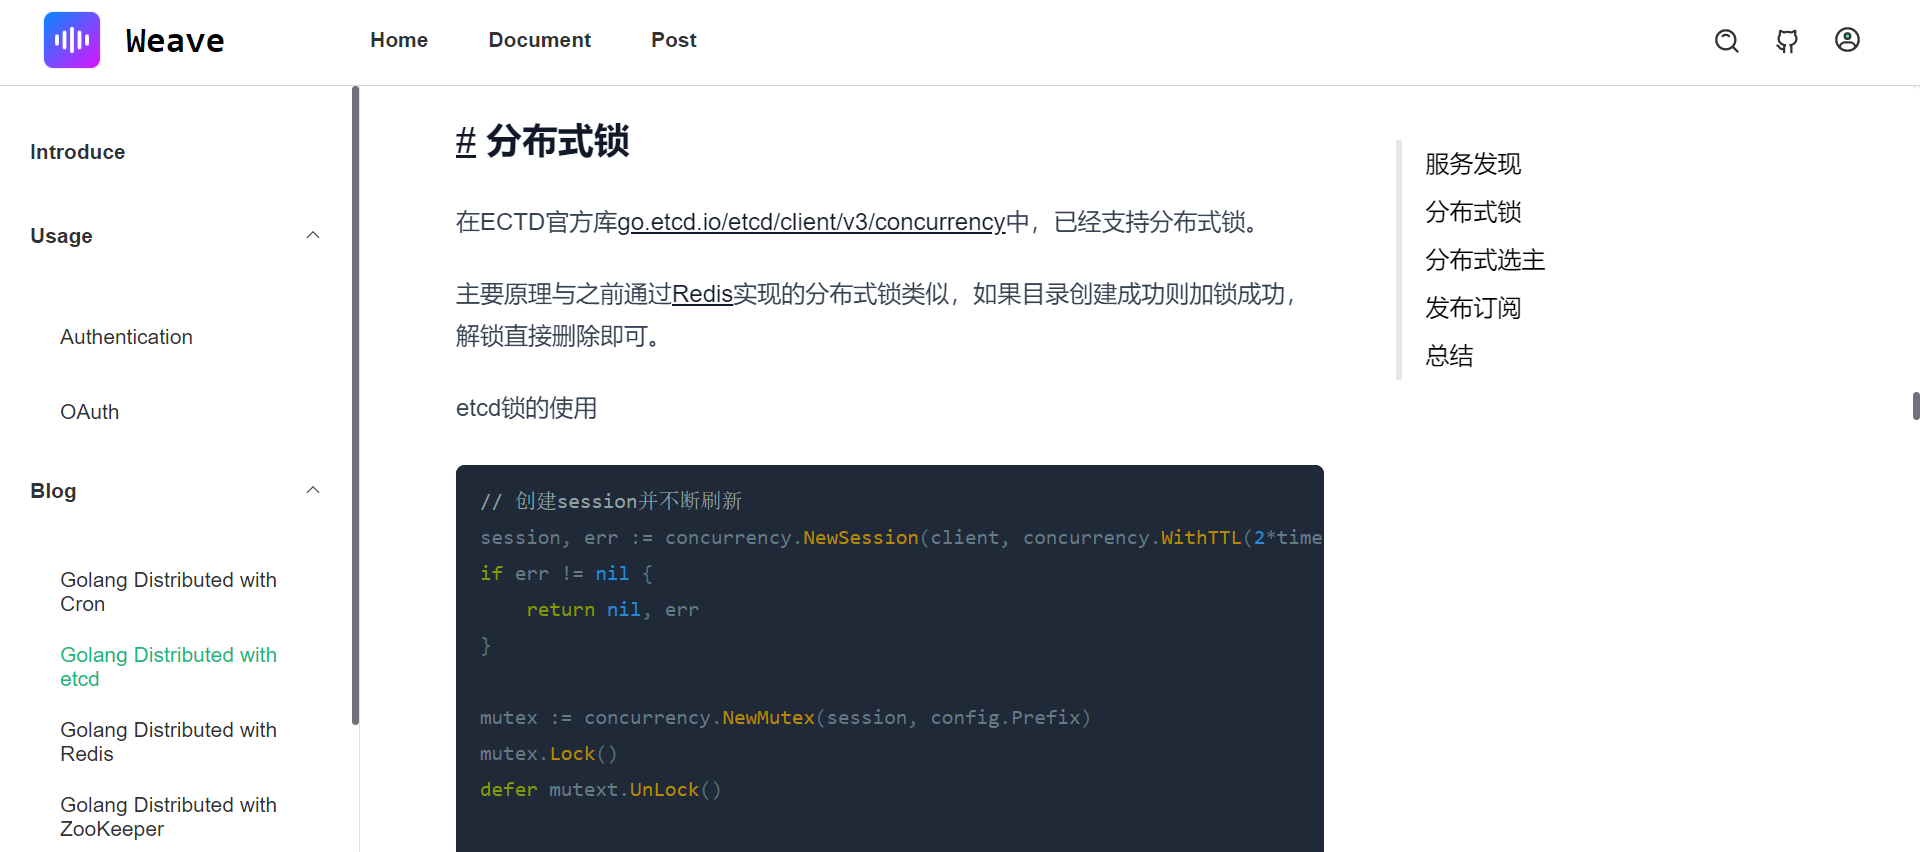 Weave
Home
Document
Post
Introduce
Usage
Authentication
OAuth
Blog
Golang Distributed with
Cron
Golang Distributed with
etcd
Golang Distributed with
Redis
Golang Distributed with
ZooKeeper
# 分布式锁
在ECTD官方库go.etcd.io/etcd/client/v3/concurrency中，已经支持分布式锁。
主要原理与之前通过Redis实现的分布式锁类似，如果目录创建成功则加锁成功，
解锁直接删除即可。
etcd锁的使用
// 创建session并不断刷新
session, err := concurrency.NewSession(client, concurrency.WithTTL(2*time
if err != nil {
    return nil, err
}
mutex := concurrency.NewMutex(session, config.Prefix)
mutex.Lock()
defer mutext.UnLock()
服务发现
分布式锁
分布式选主
发布订阅
总结